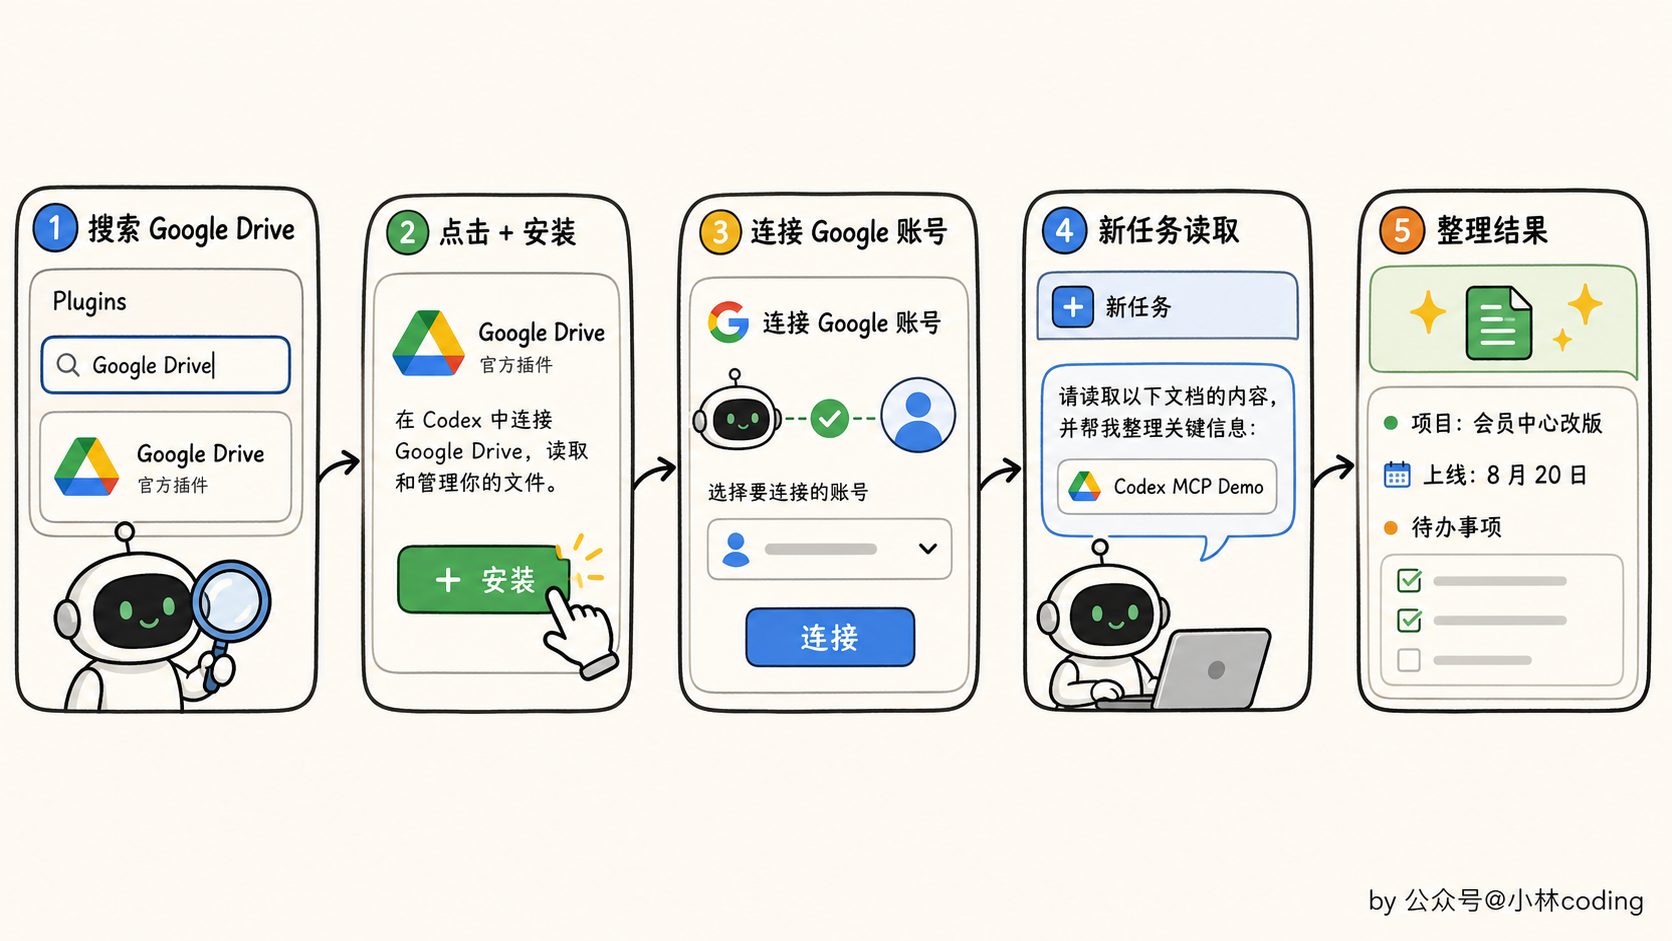 1 搜索 Google Drive
Plugins
Google Drive
Google Drive
官方插件
2 点击 + 安装
Google Drive
官方插件
在 Codex 中连接
Google Drive，读取
和管理你的文件。
+ 安装
3 连接 Google 账号
连接 Google 账号
选择要连接的账号
连接
4 新任务读取
+ 新任务
请读取以下文档的内容，
并帮我整理关键信息：
Codex MCP Demo
5 整理结果
项目：会员中心改版
上线：8 月 20 日
待办事项
by 公众号@小林coding